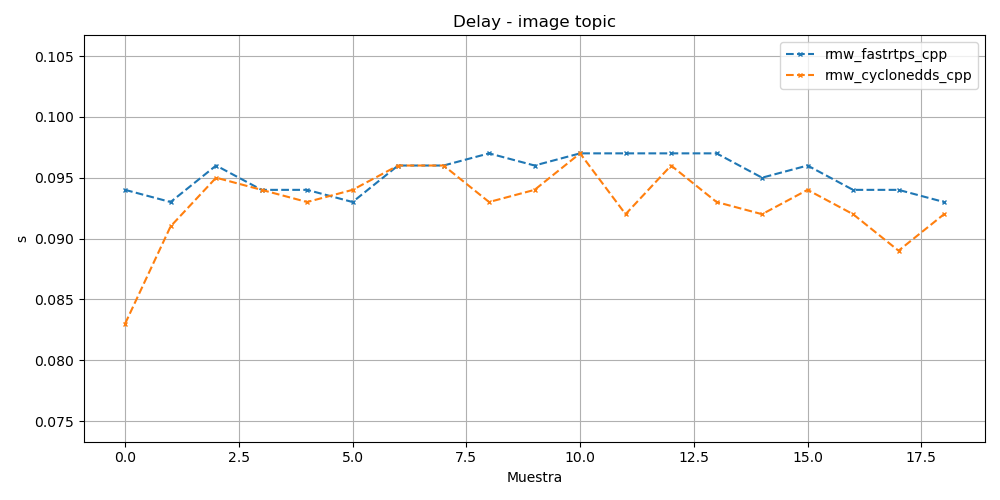 Delay - image topic
rmw_fastrtps_cpp
rmw_cyclonedds_cpp
s
0.105
0.100
0.095
0.090
0.085
0.080
0.075
0.0 2.5 5.0 7.5 10.0 12.5 15.0 17.5
Muestra